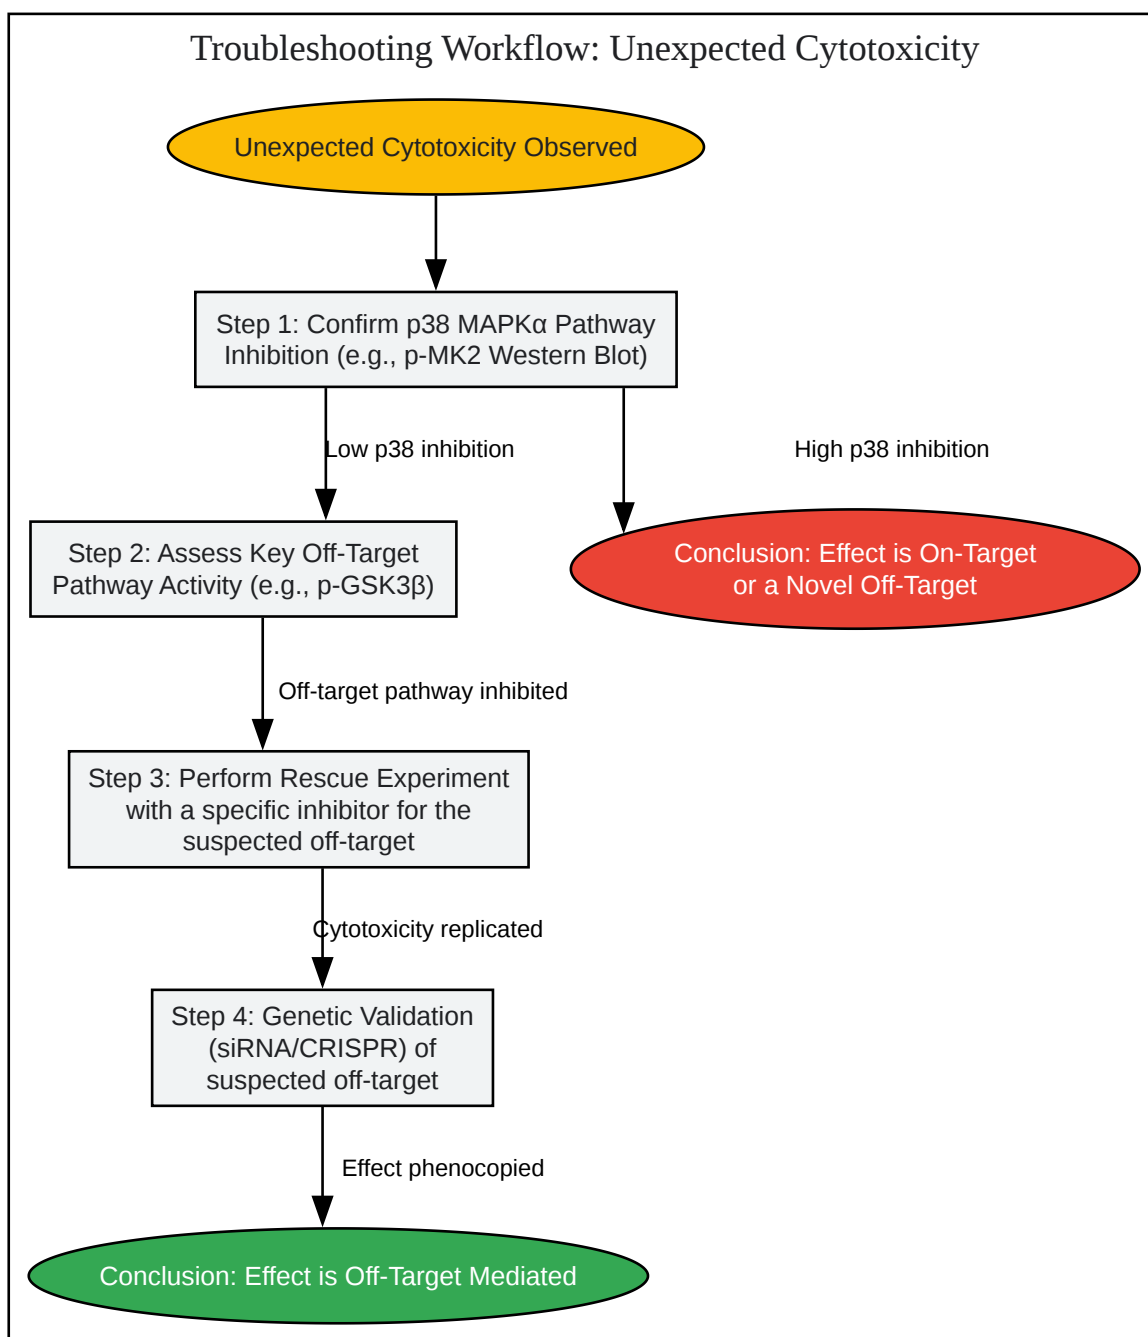 Troubleshooting Workflow: Unexpected Cytotoxicity
Unexpected Cytotoxicity Observed
Step 1: Confirm p38 MAPKα Pathway
Inhibition (e.g., p-MK2 Western Blot)
Low p38 inhibition
High p38 inhibition
Step 2: Assess Key Off-Target
Pathway Activity (e.g., p-GSK3β)
Conclusion: Effect is On-Target
or a Novel Off-Target
Off-target pathway inhibited
Step 3: Perform Rescue Experiment
with a specific inhibitor for the
suspected off-target
Cytotoxicity replicated
Step 4: Genetic Validation
(siRNA/CRISPR) of
suspected off-target
Effect phenocopied
Conclusion: Effect is Off-Target Mediated